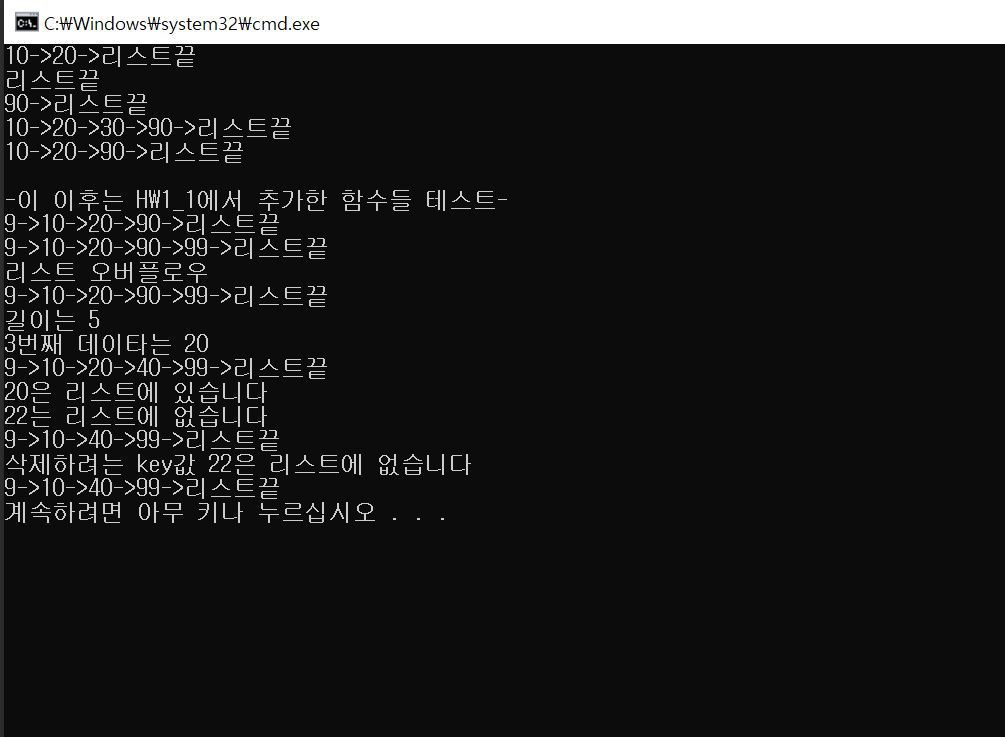 C:₩Windows₩system32₩cmd.exe
10->20->리스트끝
리스트끝
90->리스트끝
10->20->30->90->리스트끝
10->20->90->리스트끝
-이 이후는 HW1_1에서 추가한 함수들 테스트-
9->10->20->90->리스트끝
9->10->20->90->99->리스트끝
리스트 오버플로우
9->10->20->90->99->리스트끝
길이는 5
3번째 데이타는 20
9->10->20->40->99->리스트끝
20은 리스트에 있습니다
22는 리스트에 없습니다
9->10->40->99->리스트끝
삭제하려는 key값 22은 리스트에 없습니다
9->10->40->99->리스트끝
계속하려면 아무 키나 누르십시오 . . .